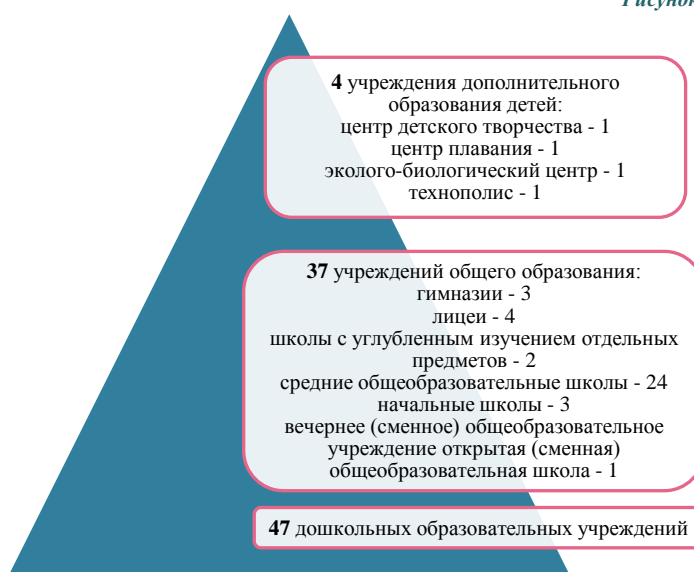 Рисунок
4 учреждения дополнительного
образования детей:
центр детского творчества - 1
центр плавания - 1
эколого-биологический центр - 1
технополис - 1
37 учреждений общего образования:
гимназии - 3
лицеи - 4
школы с углубленным изучением отдельных
предметов - 2
средние общеобразовательные школы - 24
начальные школы - 3
вечернее (сменное) общеобразовательное
учреждение открытая (сменная)
общеобразовательная школа - 1
47 дошкольных образовательных учреждений